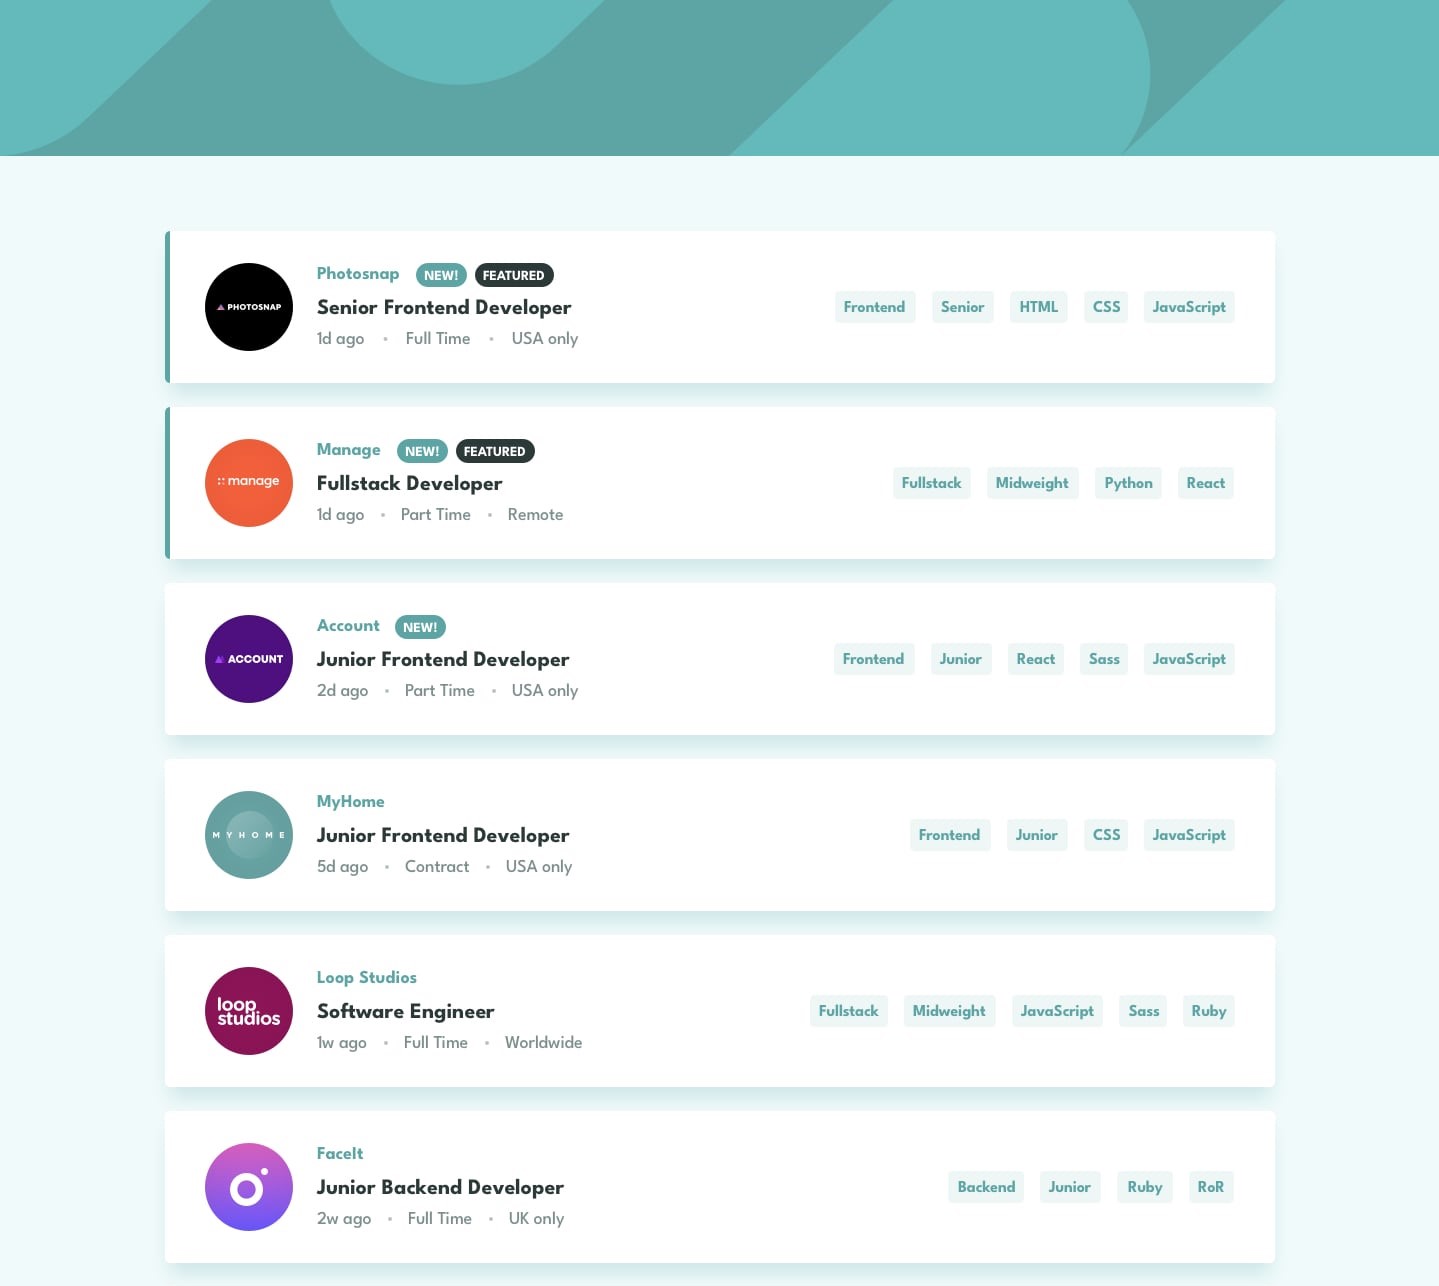 PHOTOSNAP
Photosnap NEW! FEATURED
Senior Frontend Developer
1d ago • Full Time • USA only
Frontend Senior HTML CSS JavaScript
:: manage
Manage NEW! FEATURED
Fullstack Developer
1d ago • Part Time • Remote
Fullstack Midweight Python React
ACCOUNT
Account NEW!
Junior Frontend Developer
2d ago • Part Time • USA only
Frontend Junior React Sass JavaScript
MYHOME
MyHome
Junior Frontend Developer
5d ago • Contract • USA only
Frontend Junior CSS JavaScript
loop
studios
Loop Studios
Software Engineer
1w ago • Full Time • Worldwide
Fullstack Midweight JavaScript Sass Ruby
FaceIt
Junior Backend Developer
2w ago • Full Time • UK only
Backend Junior Ruby RoR